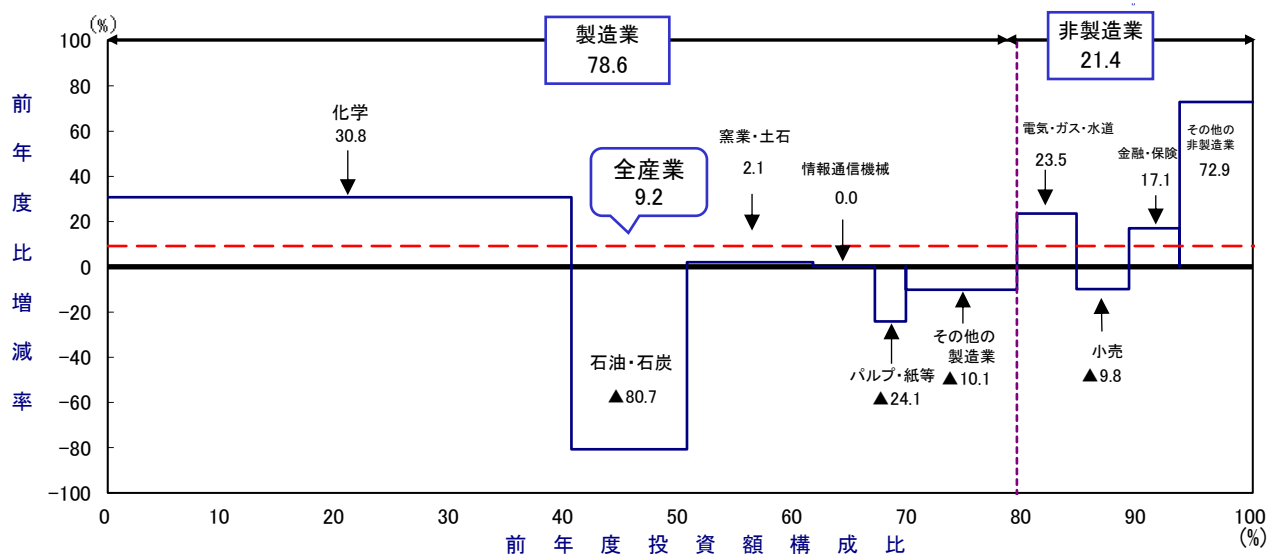 (%)
100
80
60
40
20
0
-20
-40
-60
-80
-100
前年度比増減率
製造業
78.6
非製造業
21.4
化学
30.8
全産業
9.2
窯業・土石
2.1
情報通信機械
0.0
電気・ガス・水道
23.5
金融・保険
17.1
その他の
非製造業
72.9
石油・石炭
▲80.7
パルプ・紙等
▲24.1
その他の
製造業
▲10.1
小売
▲9.8
0 10 20 30 40 50 60 70 80 90 100
(%)
前年度投資額構成比